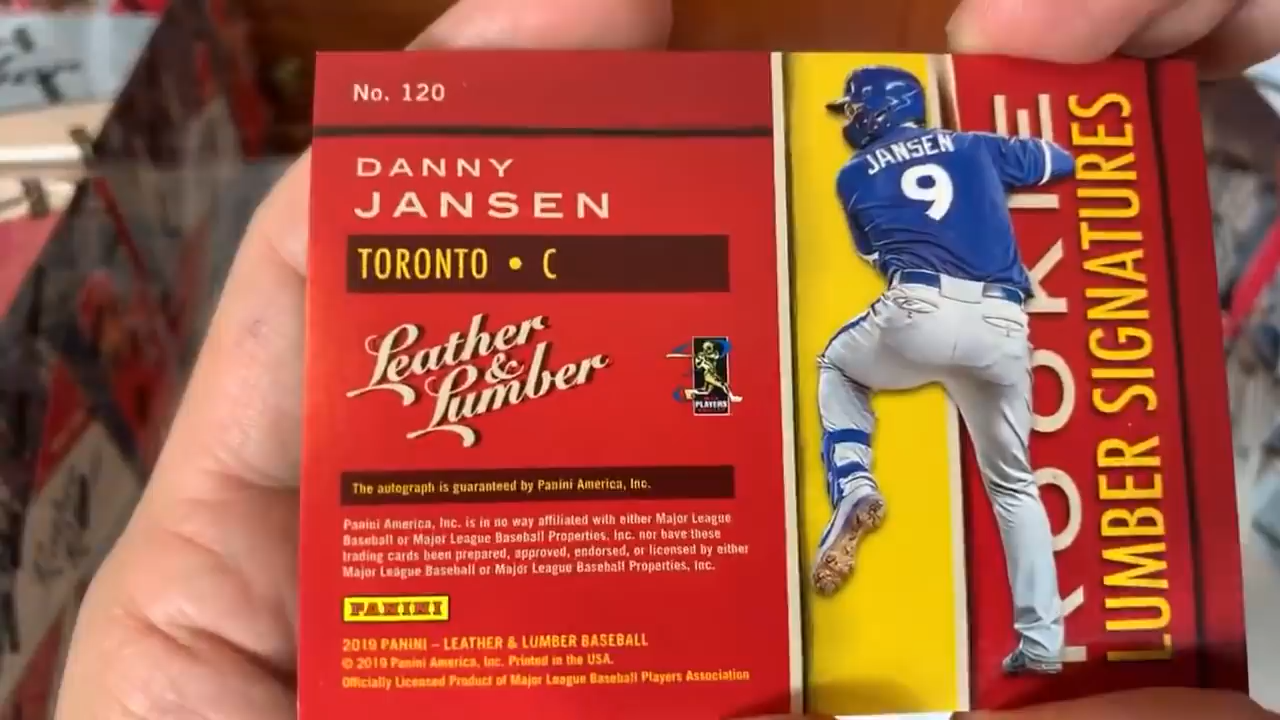 No. 120
DANNY
JANSEN
TORONTO • C
Leather
&
Lumber
PLAYERS
The autograph is guaranteed by Panini America, Inc.
Panini America, Inc. is in no way affiliated with either Major League
Baseball or Major League Baseball Properties, Inc. nor have these
trading cards been prepared, approved, endorsed, or licensed by either
Major League Baseball or Major League Baseball Properties, Inc.
PANINI
2019 PANINI – LEATHER & LUMBER BASEBALL
© 2019 Panini America, Inc. Printed in the USA.
Officially Licensed Product of Major League Baseball Players Association
JANSEN
9
ROOKIE
LUMBER SIGNATURES